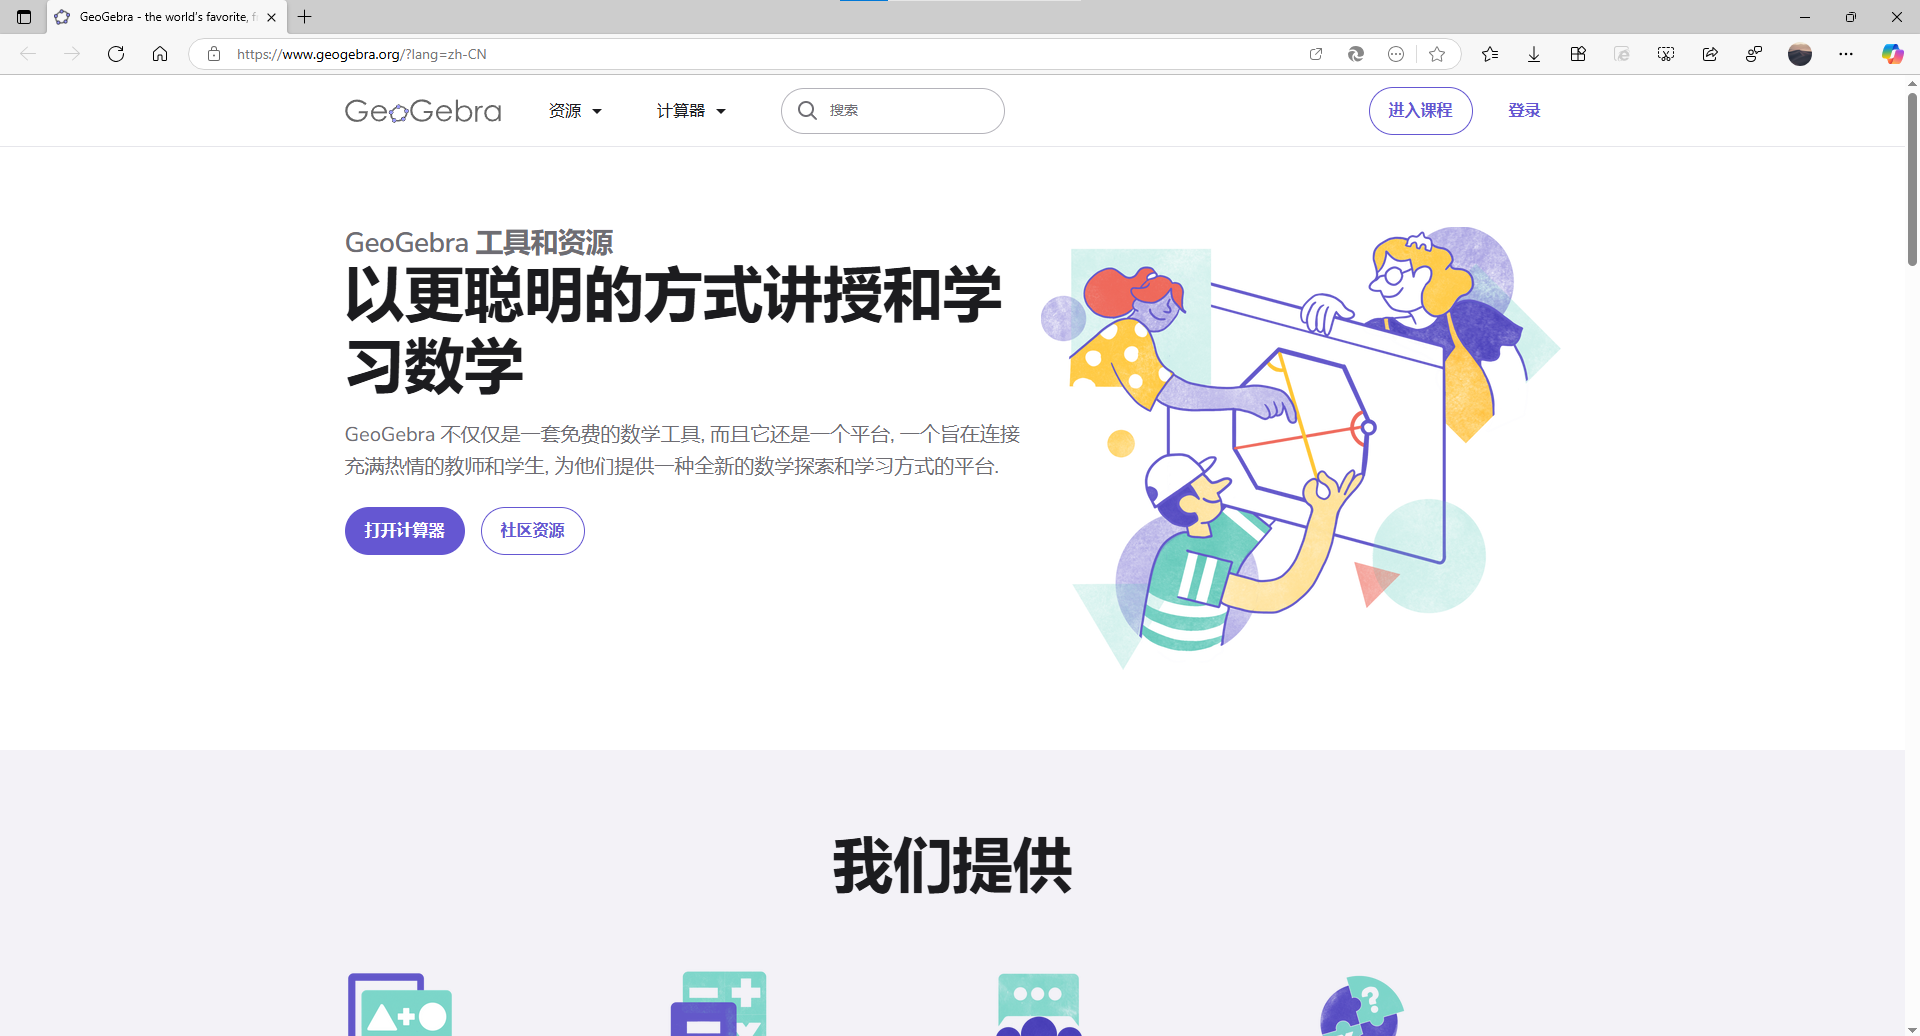 GeoGebra - the world's favorite, f
https://www.geogebra.org/?lang=zh-CN
GeoGebra 资源 计算器 搜索 进入课程 登录
GeoGebra 工具和资源
以更聪明的方式讲授和学
习数学
GeoGebra 不仅仅是一套免费的数学工具, 而且它还是一个平台, 一个旨在连接
充满热情的教师和学生, 为他们提供一种全新的数学探索和学习方式的平台.
打开计算器 社区资源
我们提供